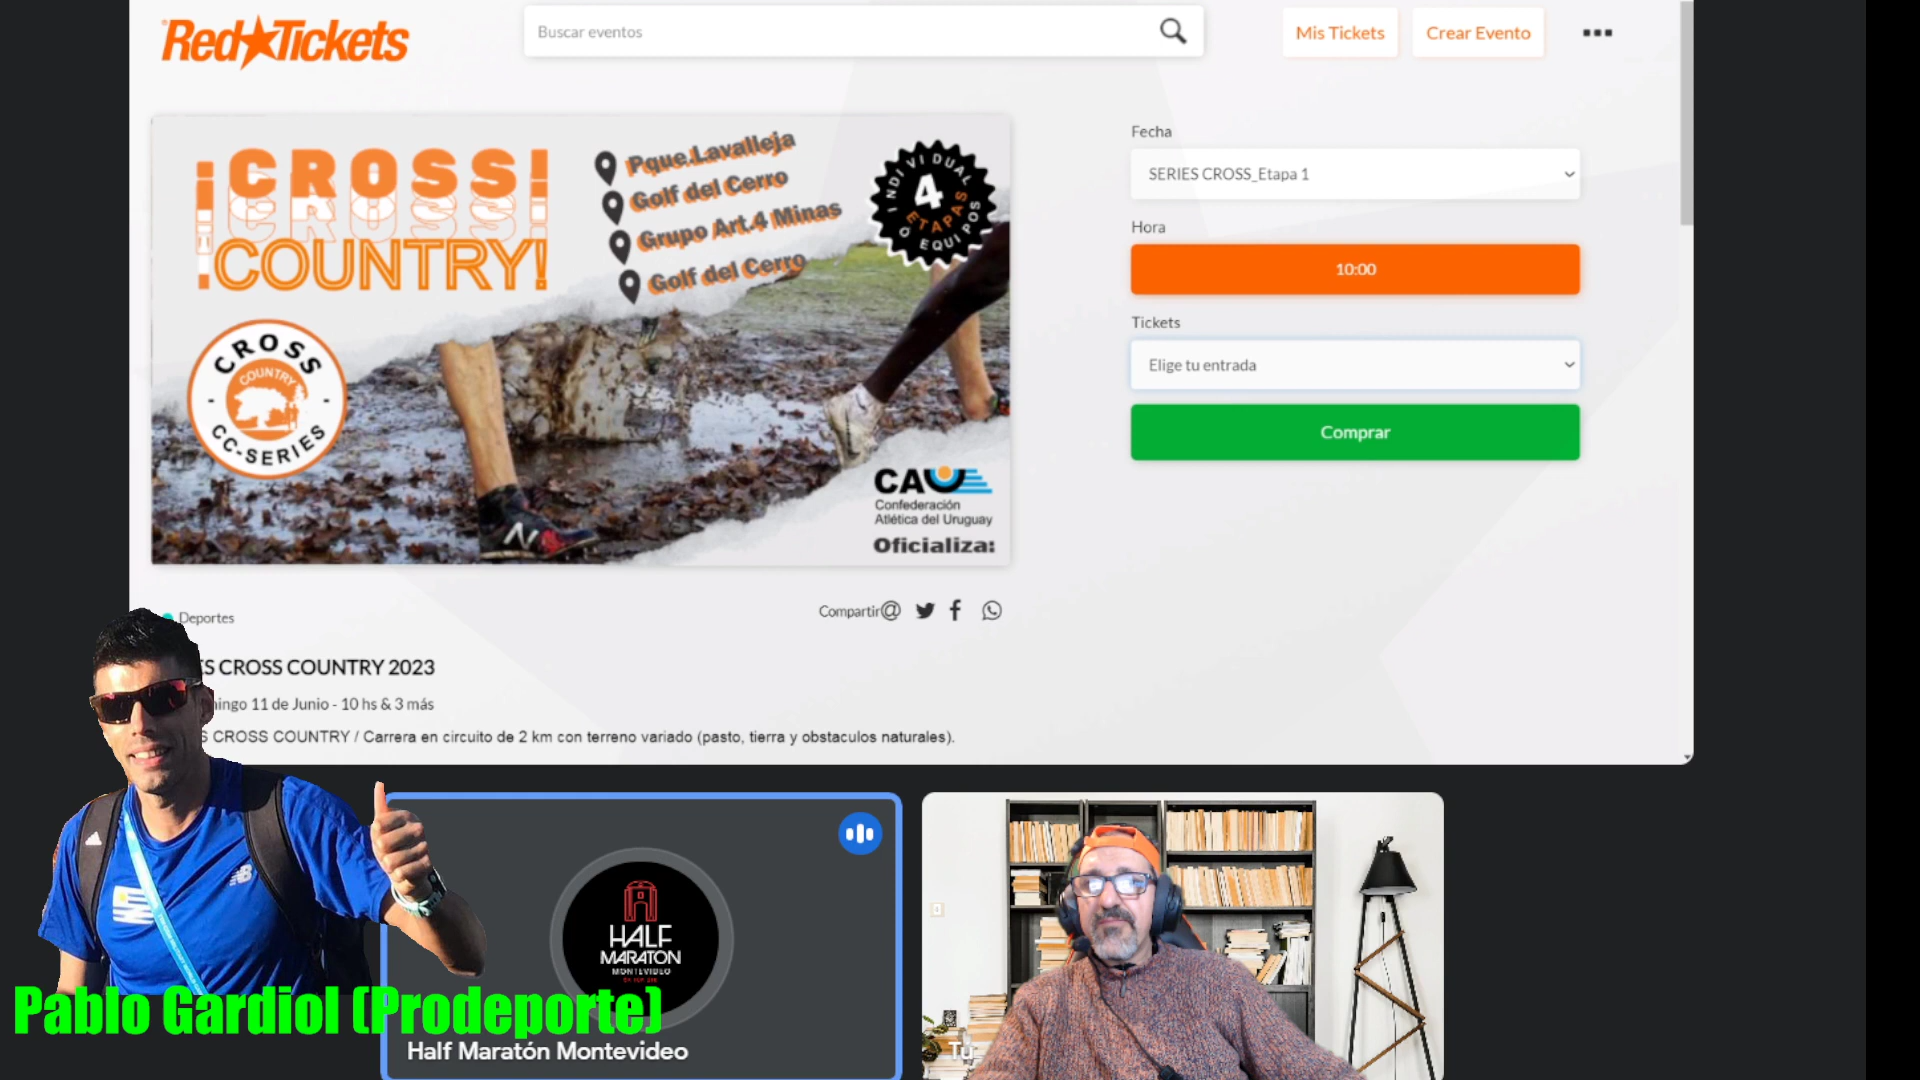 RedTickets
Buscar eventos
Mis Tickets
Crear Evento
¡CROSS!
¡CROSS!
¡COUNTRY!
Pque.Lavalleja
Golf del Cerro
Grupo Art.4 Minas
Golf del Cerro
INDIVIDUAL
4
ETAPAS
O EQUIPOS
CROSS
COUNTRY
- CC-SERIES -
CAU
Confederación
Atlética del Uruguay
Oficializa:
Fecha
SERIES CROSS_Etapa 1
Hora
10:00
Tickets
Elige tu entrada
Comprar
Deportes
Compartir@
S CROSS COUNTRY 2023
ingo 11 de Junio - 10 hs & 3 más
S CROSS COUNTRY / Carrera en circuito de 2 km con terreno variado (pasto, tierra y obstaculos naturales).
HALF
MARATON
MONTEVIDEO
Pablo Gardiol (Prodeporte)
Half Maratón Montevideo
Tú